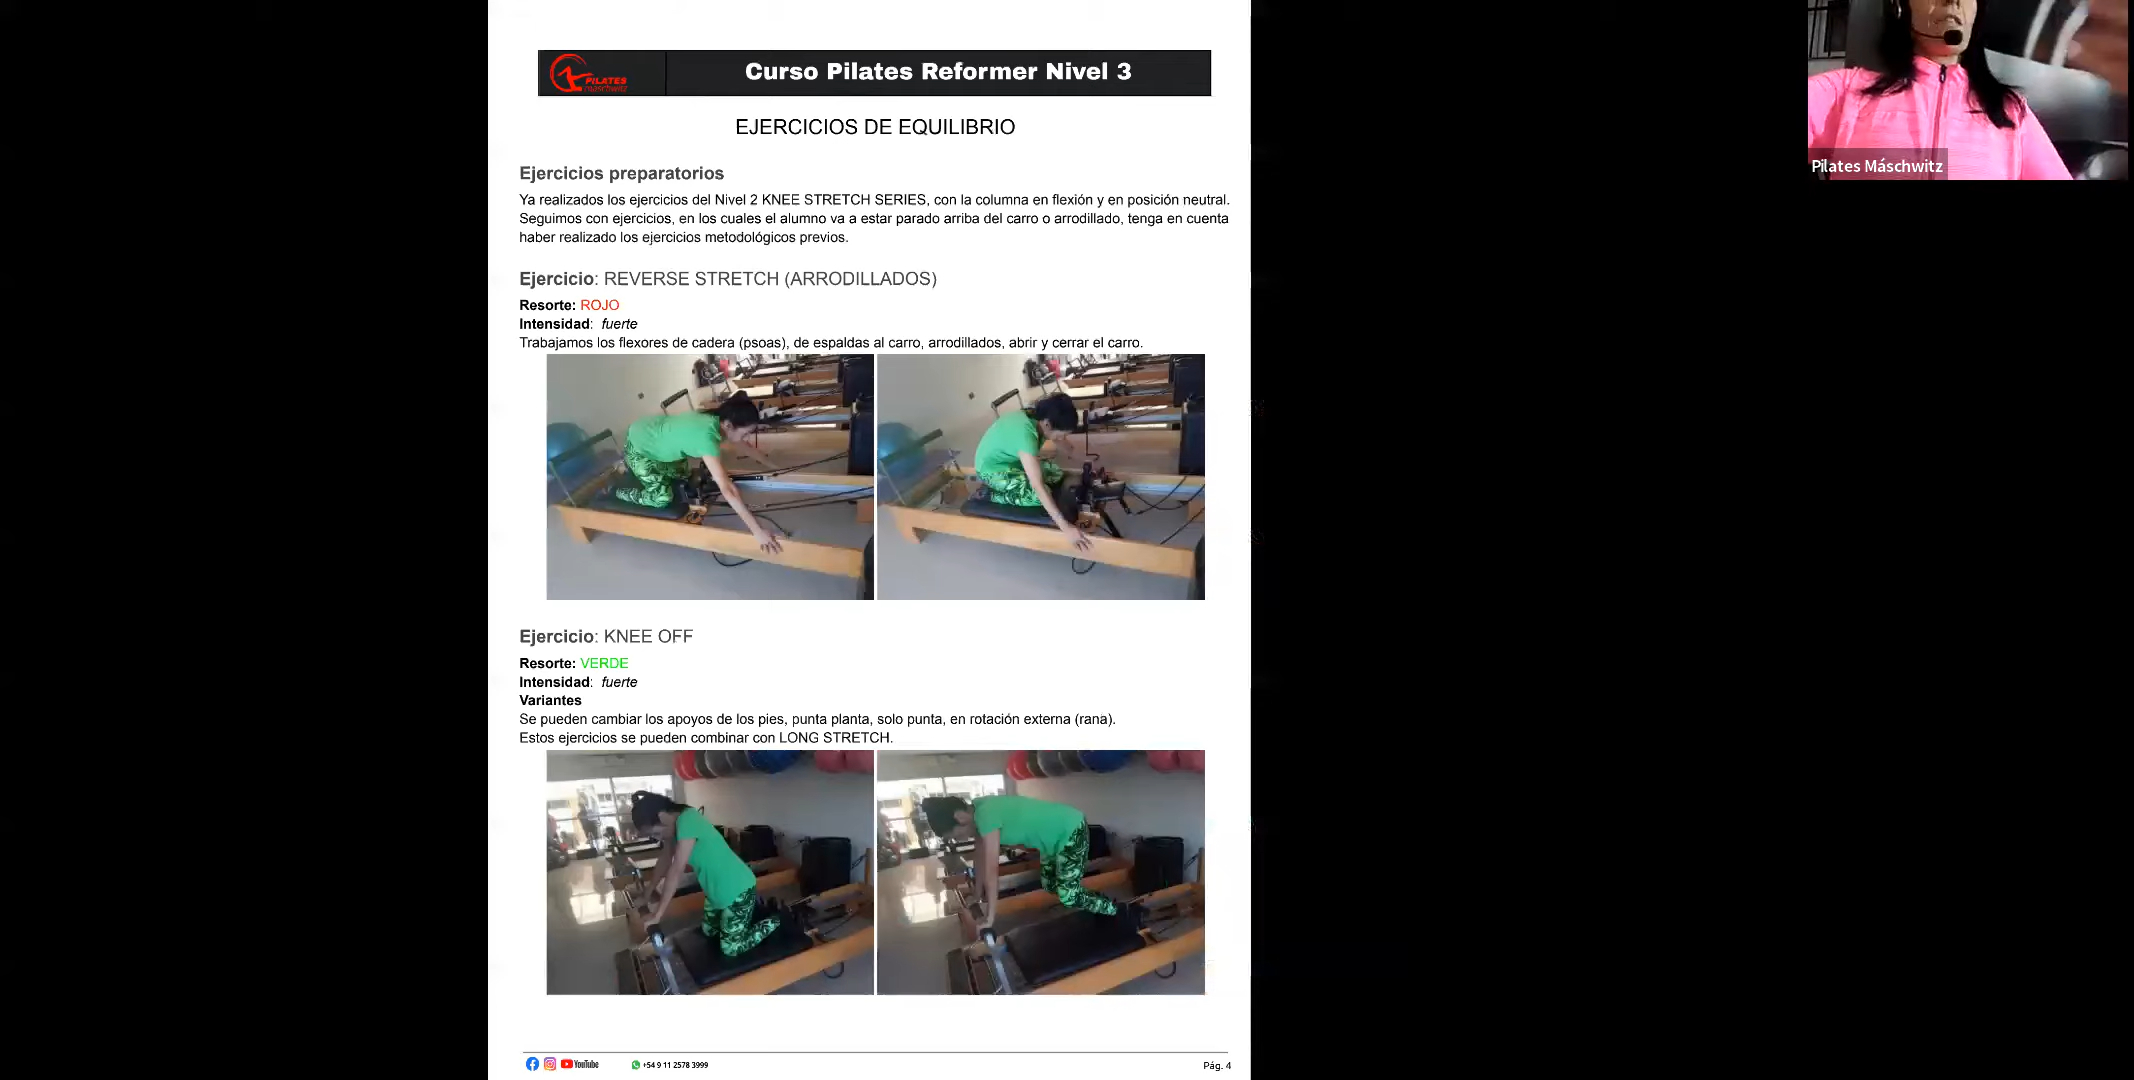 PILATES
maschwitz
Curso Pilates Reformer Nivel 3
Pilates Máschwitz
EJERCICIOS DE EQUILIBRIO
Ejercicios preparatorios
Ya realizados los ejercicios del Nivel 2 KNEE STRETCH SERIES, con la columna en flexión y en posición neutral.
Seguimos con ejercicios, en los cuales el alumno va a estar parado arriba del carro o arrodillado, tenga en cuenta
haber realizado los ejercicios metodológicos previos.
Ejercicio: REVERSE STRETCH (ARRODILLADOS)
Resorte: ROJO
Intensidad: fuerte
Trabajamos los flexores de cadera (psoas), de espaldas al carro, arrodillados, abrir y cerrar el carro.
Ejercicio: KNEE OFF
Resorte: VERDE
Intensidad: fuerte
Variantes
Se pueden cambiar los apoyos de los pies, punta planta, solo punta, en rotación externa (rana).
Estos ejercicios se pueden combinar con LONG STRETCH.
YouTube +54 9 11 2578 3999 Pág. 4